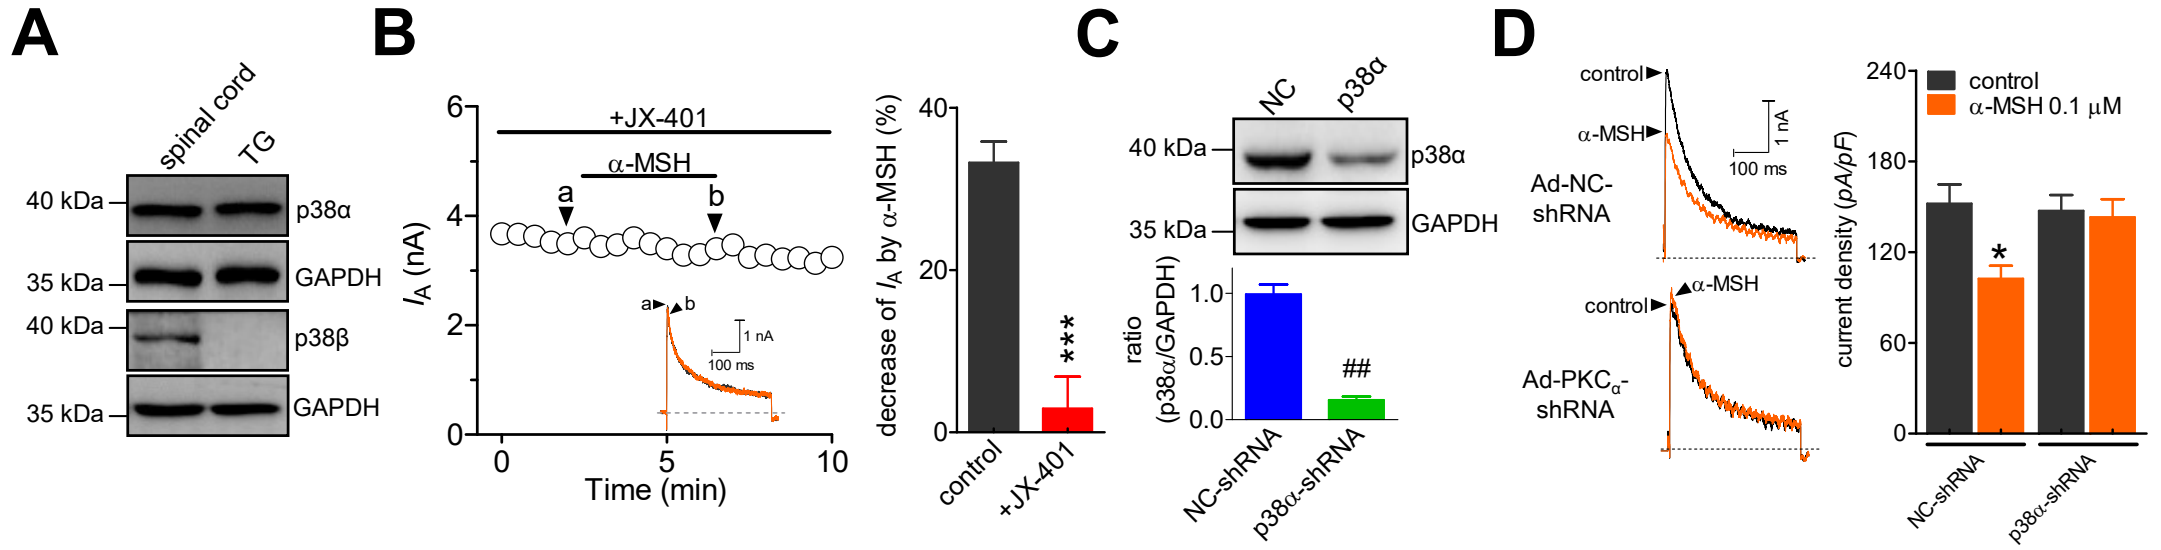 A
spinal cord
TG
40 kDa
p38α
35 kDa
GAPDH
40 kDa
p38β
35 kDa
GAPDH
B
6
4
2
0
I_A (nA)
+JX-401
α-MSH
a
b
a
b
1 nA
100 ms
0
5
10
Time (min)
decrease of I_A by α-MSH (%)
40
20
0
***
control
+JX-401
C
NC
p38α
40 kDa
p38α
35 kDa
GAPDH
ratio
(p38α/GAPDH)
1.0
0.5
0.0
##
NC-shRNA
p38α-shRNA
D
control
α-MSH
1 nA
100 ms
Ad-NC-
shRNA
α-MSH
control
Ad-PKCα-
shRNA
current density (pA/pF)
240
180
120
60
0
control
α-MSH 0.1 μM
*
NC-shRNA
p38α-shRNA